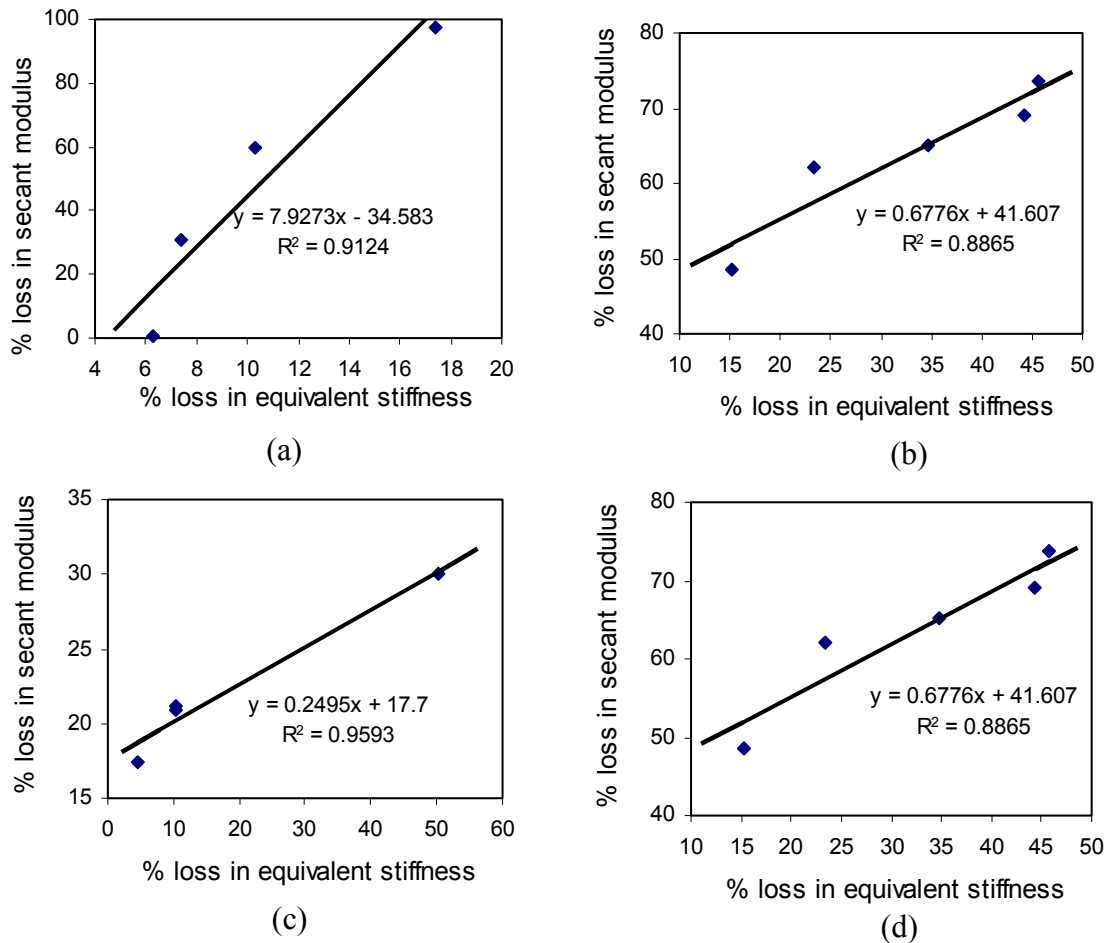 % loss in secant modulus
100
80
60
40
20
0
y = 7.9273x - 34.583
R² = 0.9124
4 6 8 10 12 14 16 18 20
% loss in equivalent stiffness
(a)
% loss in secant modulus
80
70
60
50
40
y = 0.6776x + 41.607
R² = 0.8865
10 15 20 25 30 35 40 45 50
% loss in equivalent stiffness
(b)
% loss in secant modulus
35
30
25
20
15
y = 0.2495x + 17.7
R² = 0.9593
0 10 20 30 40 50 60
% loss in equivalent stiffness
(c)
% loss in secant modulus
80
70
60
50
40
y = 0.6776x + 41.607
R² = 0.8865
10 15 20 25 30 35 40 45 50
% loss in equivalent stiffness
(d)